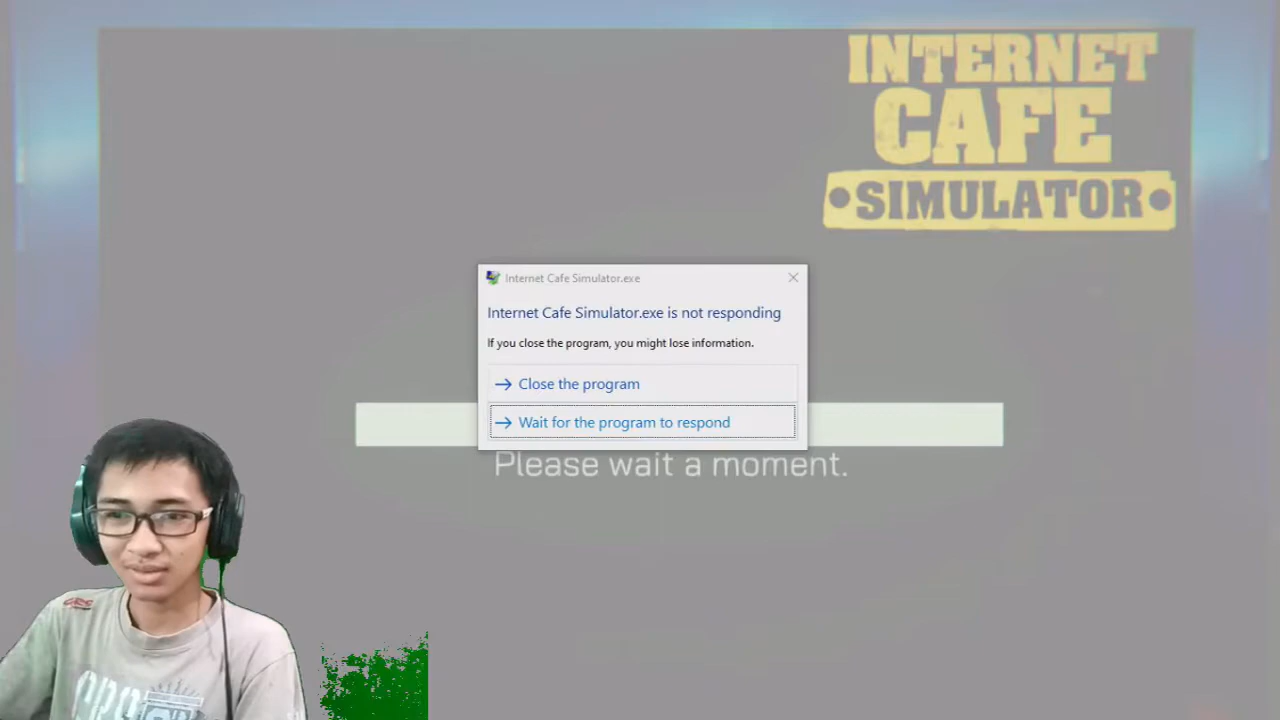 INTERNET
CAFE
SIMULATOR
Internet Cafe Simulator.exe
Internet Cafe Simulator.exe is not responding
If you close the program, you might lose information.
Close the program
Wait for the program to respond
Please wait a moment.